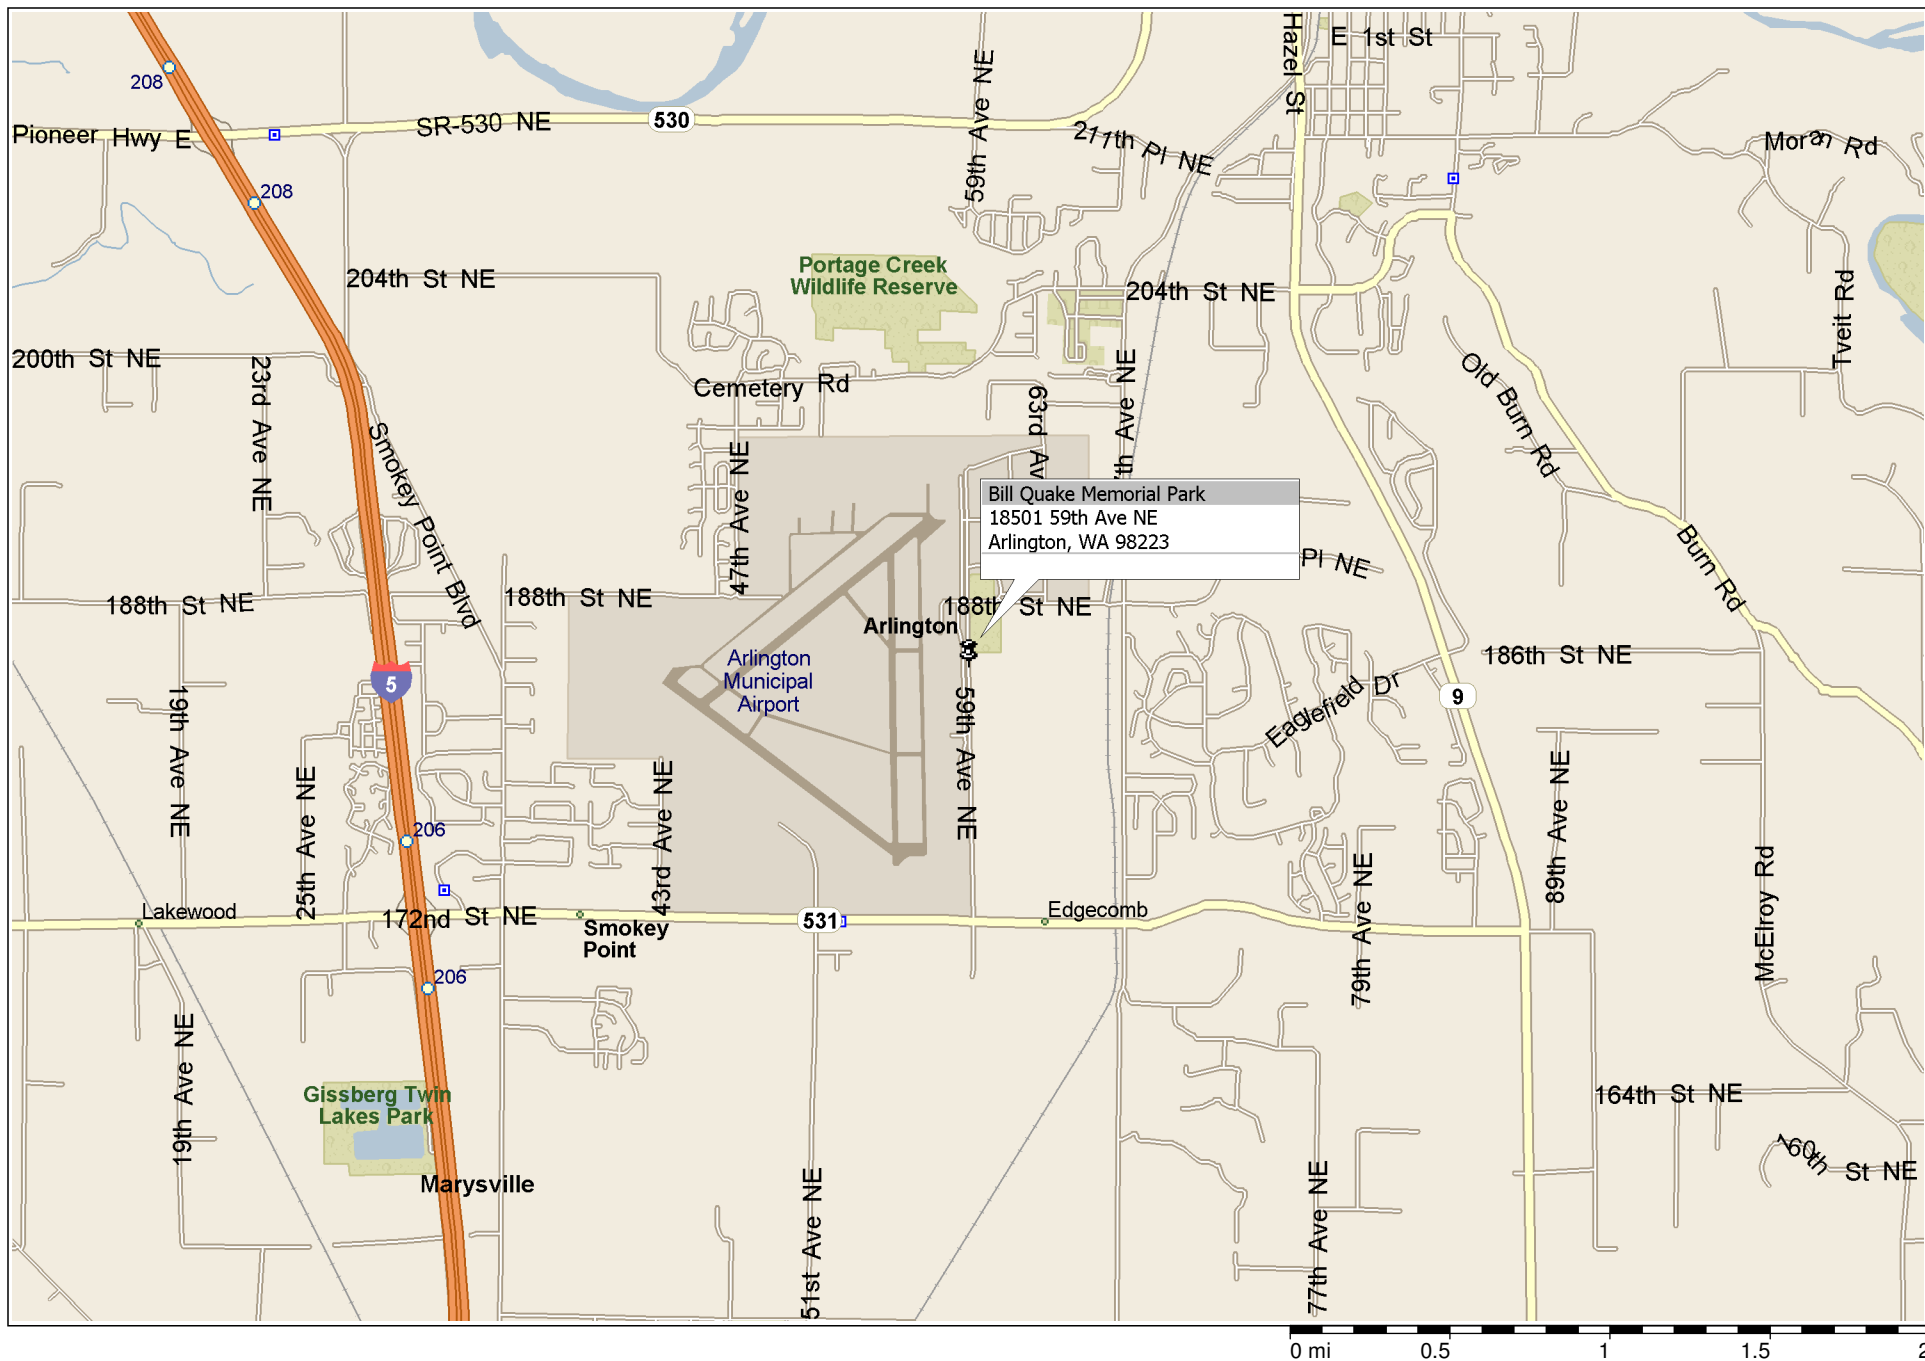 Hazel St
E 1st St
208
Pioneer Hwy E
SR-530 NE
530
59th Ave NE
211th Pl NE
Moran Rd
208
204th St NE
Portage Creek
Wildlife Reserve
204th St NE
Tveit Rd
200th St NE
23rd Ave NE
Cemetery Rd
63rd Av
7th Ave NE
Old Burn Rd
Smokey Point Blvd
47th Ave NE
Bill Quake Memorial Park
18501 59th Ave NE
Arlington, WA 98223
Pl NE
Burn Rd
188th St NE
188th St NE
188th St NE
Arlington
186th St NE
5
Arlington
Municipal
Airport
19th Ave NE
59th Ave NE
Eaglefield Dr
9
25th Ave NE
43rd Ave NE
89th Ave NE
206
79th Ave NE
McElroy Rd
Lakewood
172nd St NE
Smokey
Point
531
Edgecomb
206
19th Ave NE
Gissberg Twin
Lakes Park
164th St NE
160th St NE
Marysville
51st Ave NE
77th Ave NE
0 mi 0.5 1 1.5 2